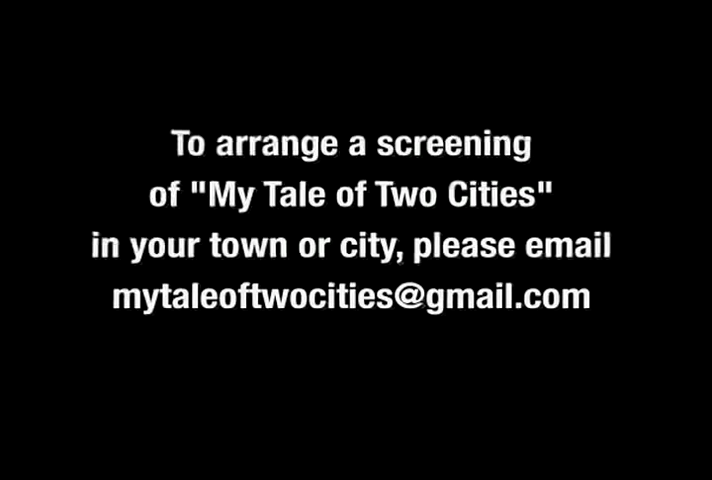 To arrange a screening
of "My Tale of Two Cities"
in your town or city, please email
mytaleoftwocities@gmail.com